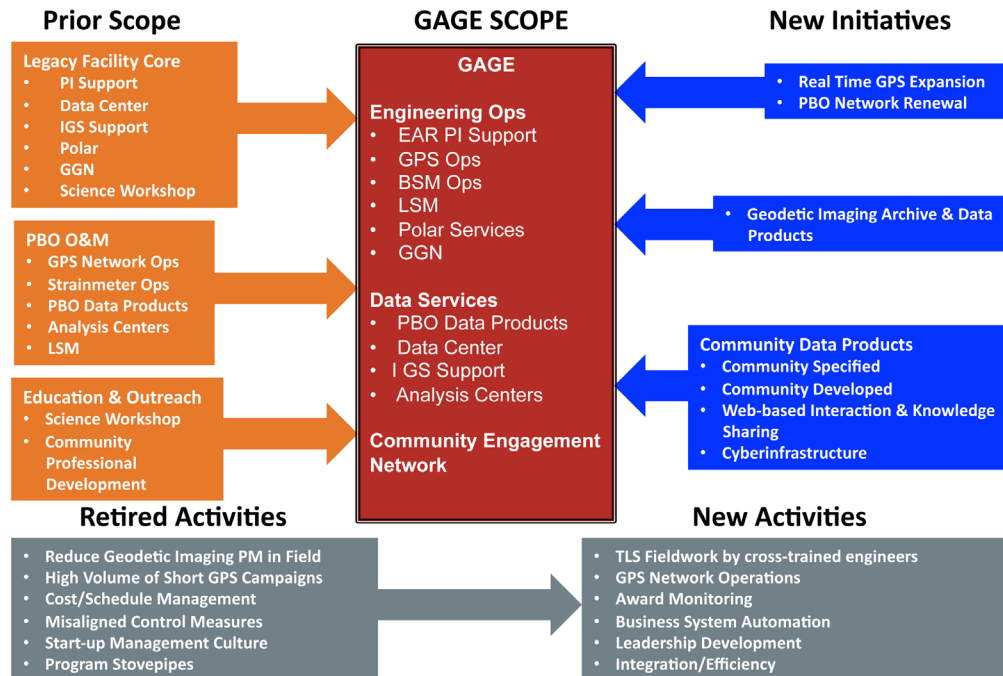 Prior Scope
Legacy Facility Core
• PI Support
• Data Center
• IGS Support
• Polar
• GGN
• Science Workshop
PBO O&M
• GPS Network Ops
• Strainmeter Ops
• PBO Data Products
• Analysis Centers
• LSM
Education & Outreach
• Science Workshop
• Community
Professional
Development
GAGE SCOPE
GAGE
Engineering Ops
• EAR PI Support
• GPS Ops
• BSM Ops
• LSM
• Polar Services
• GGN
Data Services
• PBO Data Products
• Data Center
• I GS Support
• Analysis Centers
Community Engagement
Network
New Initiatives
• Real Time GPS Expansion
• PBO Network Renewal
• Geodetic Imaging Archive & Data
Products
Community Data Products
• Community Specified
• Community Developed
• Web-based Interaction & Knowledge
Sharing
• Cyberinfrastructure
Retired Activities
• Reduce Geodetic Imaging PM in Field
• High Volume of Short GPS Campaigns
• Cost/Schedule Management
• Misaligned Control Measures
• Start-up Management Culture
• Program Stovepipes
New Activities
• TLS Fieldwork by cross-trained engineers
• GPS Network Operations
• Award Monitoring
• Business System Automation
• Leadership Development
• Integration/Efficiency